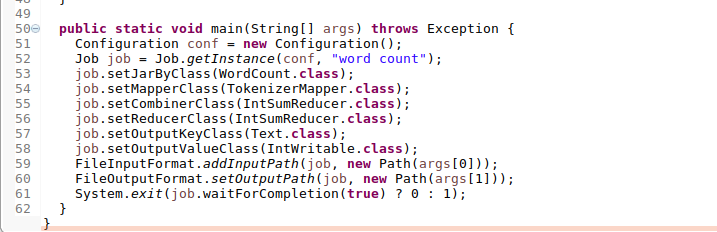 49
50  public static void main(String[] args) throws Exception {
51    Configuration conf = new Configuration();
52    Job job = Job.getInstance(conf, "word count");
53    job.setJarByClass(WordCount.class);
54    job.setMapperClass(TokenizerMapper.class);
55    job.setCombinerClass(IntSumReducer.class);
56    job.setReducerClass(IntSumReducer.class);
57    job.setOutputKeyClass(Text.class);
58    job.setOutputValueClass(IntWritable.class);
59    FileInputFormat.addInputPath(job, new Path(args[0]));
60    FileOutputFormat.setOutputPath(job, new Path(args[1]));
61    System.exit(job.waitForCompletion(true) ? 0 : 1);
62  }
}